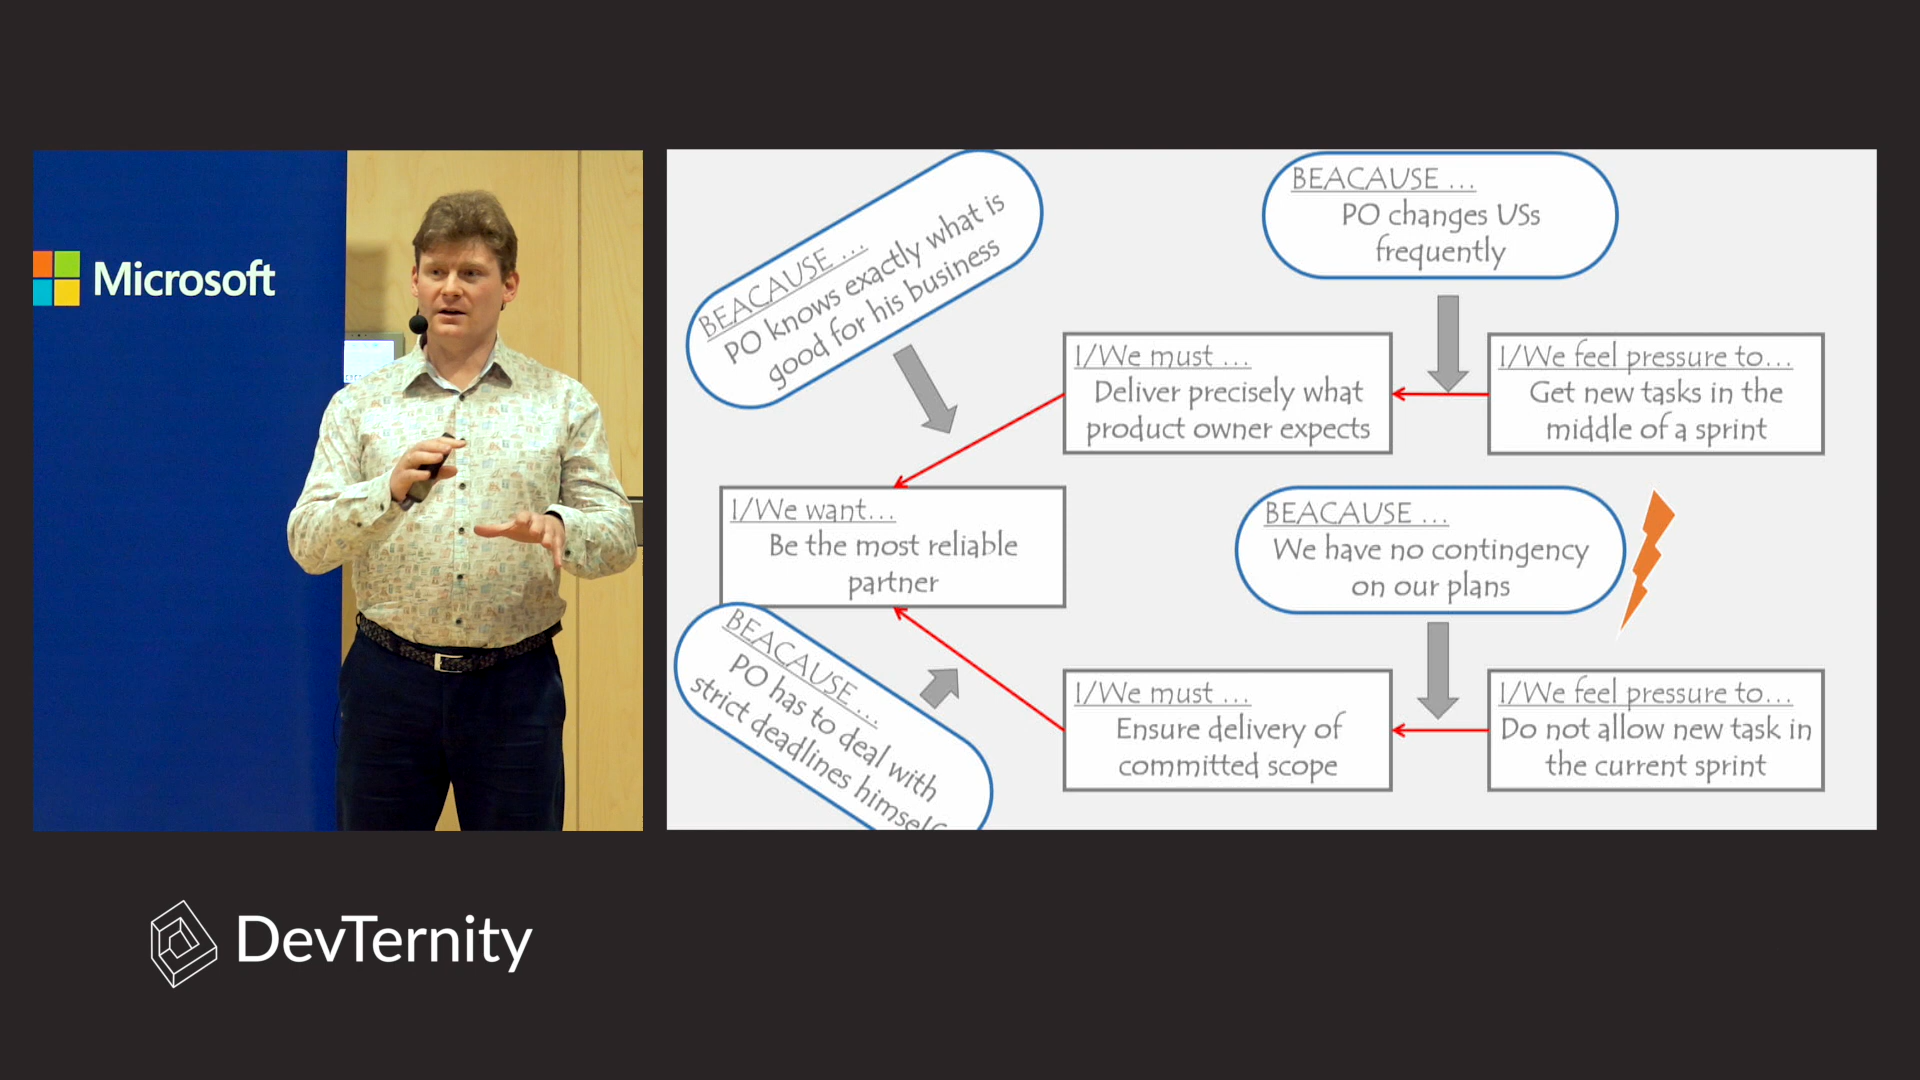 Microsoft
BEACAUSE ...
PO knows exactly what is
good for his business
BEACAUSE ...
PO changes USs
frequently
I/We must ...
Deliver precisely what
product owner expects
I/We feel pressure to...
Get new tasks in the
middle of a sprint
I/We want...
Be the most reliable
partner
BEACAUSE ...
We have no contingency
on our plans
BEACAUSE ...
PO has to deal with
strict deadlines himself
I/We must ...
Ensure delivery of
committed scope
I/We feel pressure to...
Do not allow new task in
the current sprint
DevTernity